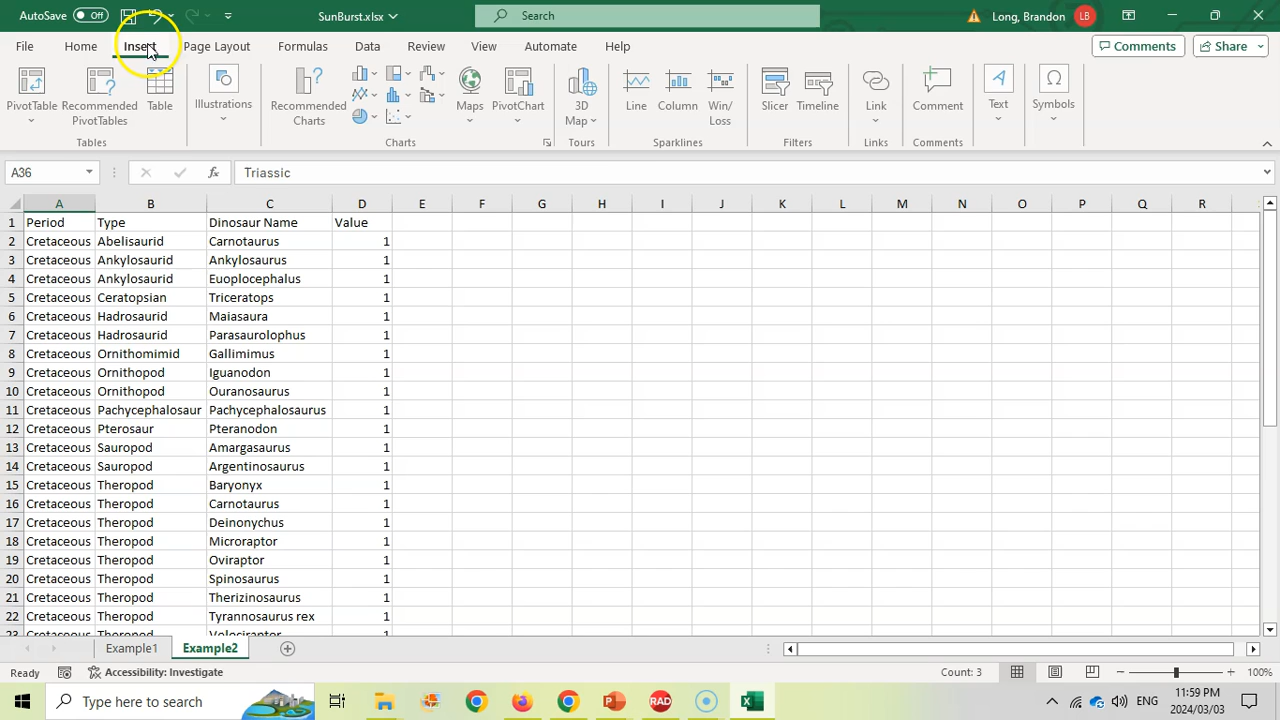 AutoSave Off SunBurst.xlsx Search Long, Brandon LB
File Home Insert Page Layout Formulas Data Review View Automate Help Comments Share
PivotTable Recommended PivotTables Table Illustrations Recommended Charts Maps PivotChart 3D Map Line Column Win/Loss Slicer Timeline Link Comment Text Symbols
Tables Charts Tours Sparklines Filters Links Comments
A36 fx Triassic
A B C D E F G H I J K L M N O P Q R
1 Period Type Dinosaur Name Value
2 Cretaceous Abelisaurid Carnotaurus 1
3 Cretaceous Ankylosaurid Ankylosaurus 1
4 Cretaceous Ankylosaurid Euoplocephalus 1
5 Cretaceous Ceratopsian Triceratops 1
6 Cretaceous Hadrosaurid Maiasaura 1
7 Cretaceous Hadrosaurid Parasaurolophus 1
8 Cretaceous Ornithomimid Gallimimus 1
9 Cretaceous Ornithopod Iguanodon 1
10 Cretaceous Ornithopod Ouranosaurus 1
11 Cretaceous Pachycephalosaur Pachycephalosaurus 1
12 Cretaceous Pterosaur Pteranodon 1
13 Cretaceous Sauropod Amargasaurus 1
14 Cretaceous Sauropod Argentinosaurus 1
15 Cretaceous Theropod Baryonyx 1
16 Cretaceous Theropod Carnotaurus 1
17 Cretaceous Theropod Deinonychus 1
18 Cretaceous Theropod Microraptor 1
19 Cretaceous Theropod Oviraptor 1
20 Cretaceous Theropod Spinosaurus 1
21 Cretaceous Theropod Therizinosaurus 1
22 Cretaceous Theropod Tyrannosaurus rex 1
23 Cretaceous Theropod Velociraptor 1
Example1 Example2
Ready Accessibility: Investigate Count: 3 100%
Type here to search RAD ENG 11:59 PM
2024/03/03